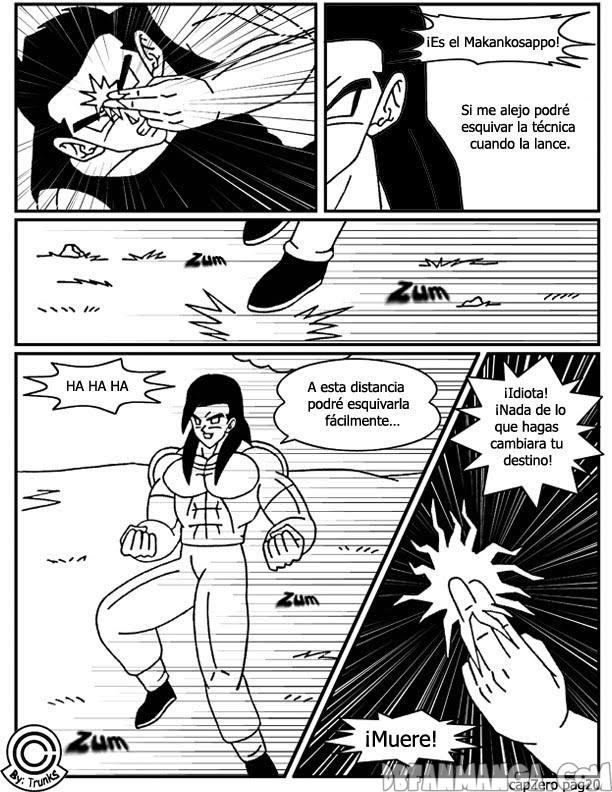 ¡Es el Makankosappo!
Si me alejo podré
esquivar la técnica
cuando la lance.
Zum
Zum
HA HA HA
A esta distancia
podré esquivarla
fácilmente...
¡Idiota!
¡Nada de lo
que hagas
cambiara tu
destino!
Zum
Zum
¡Muere!
By: Trunks
DBFANMANGA.COM
capZero pag20